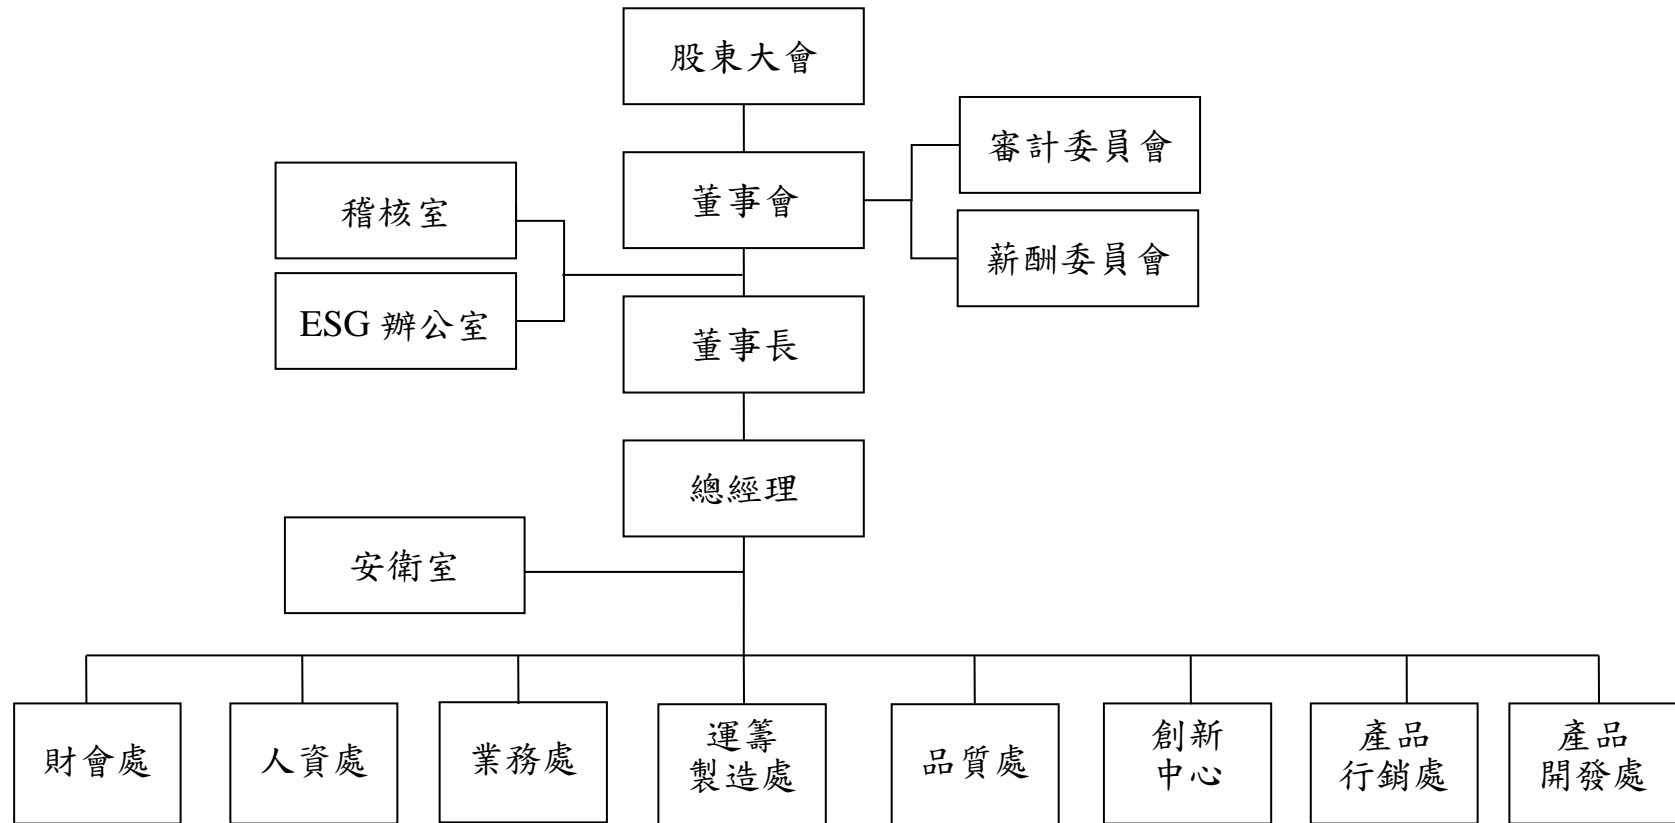 股東大會
審計委員會
董事會
稽核室
薪酬委員會
ESG 辦公室
董事長
總經理
安衛室
財會處
人資處
業務處
運籌
製造處
品質處
創新
中心
產品
行銷處
產品
開發處